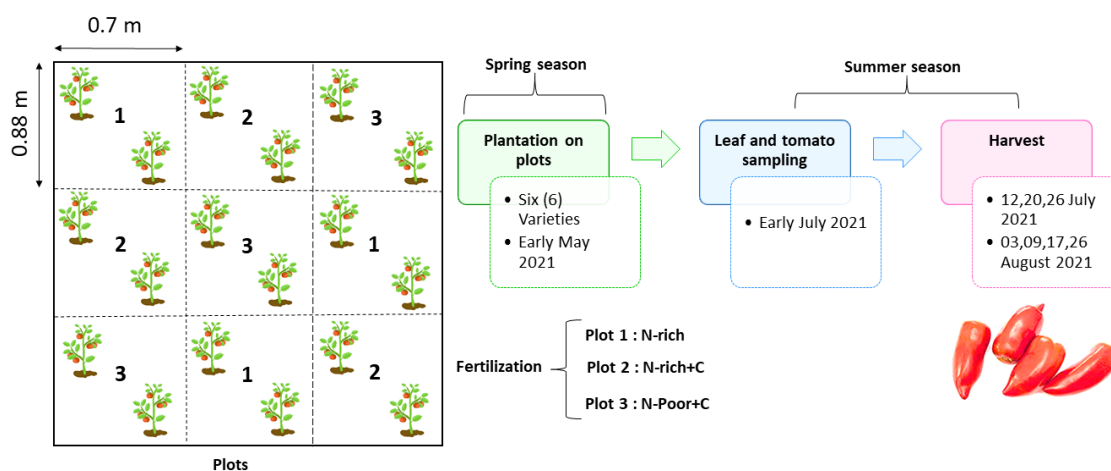 0.7 m
0.88 m
1
2
3
2
3
1
3
1
2
Plots
Spring season
Summer season
Plantation on
plots
• Six (6)
Varieties
• Early May
2021
Leaf and tomato
sampling
• Early July 2021
Harvest
• 12,20,26 July
2021
• 03,09,17,26
August 2021
Fertilization
Plot 1 : N-rich
Plot 2 : N-rich+C
Plot 3 : N-Poor+C